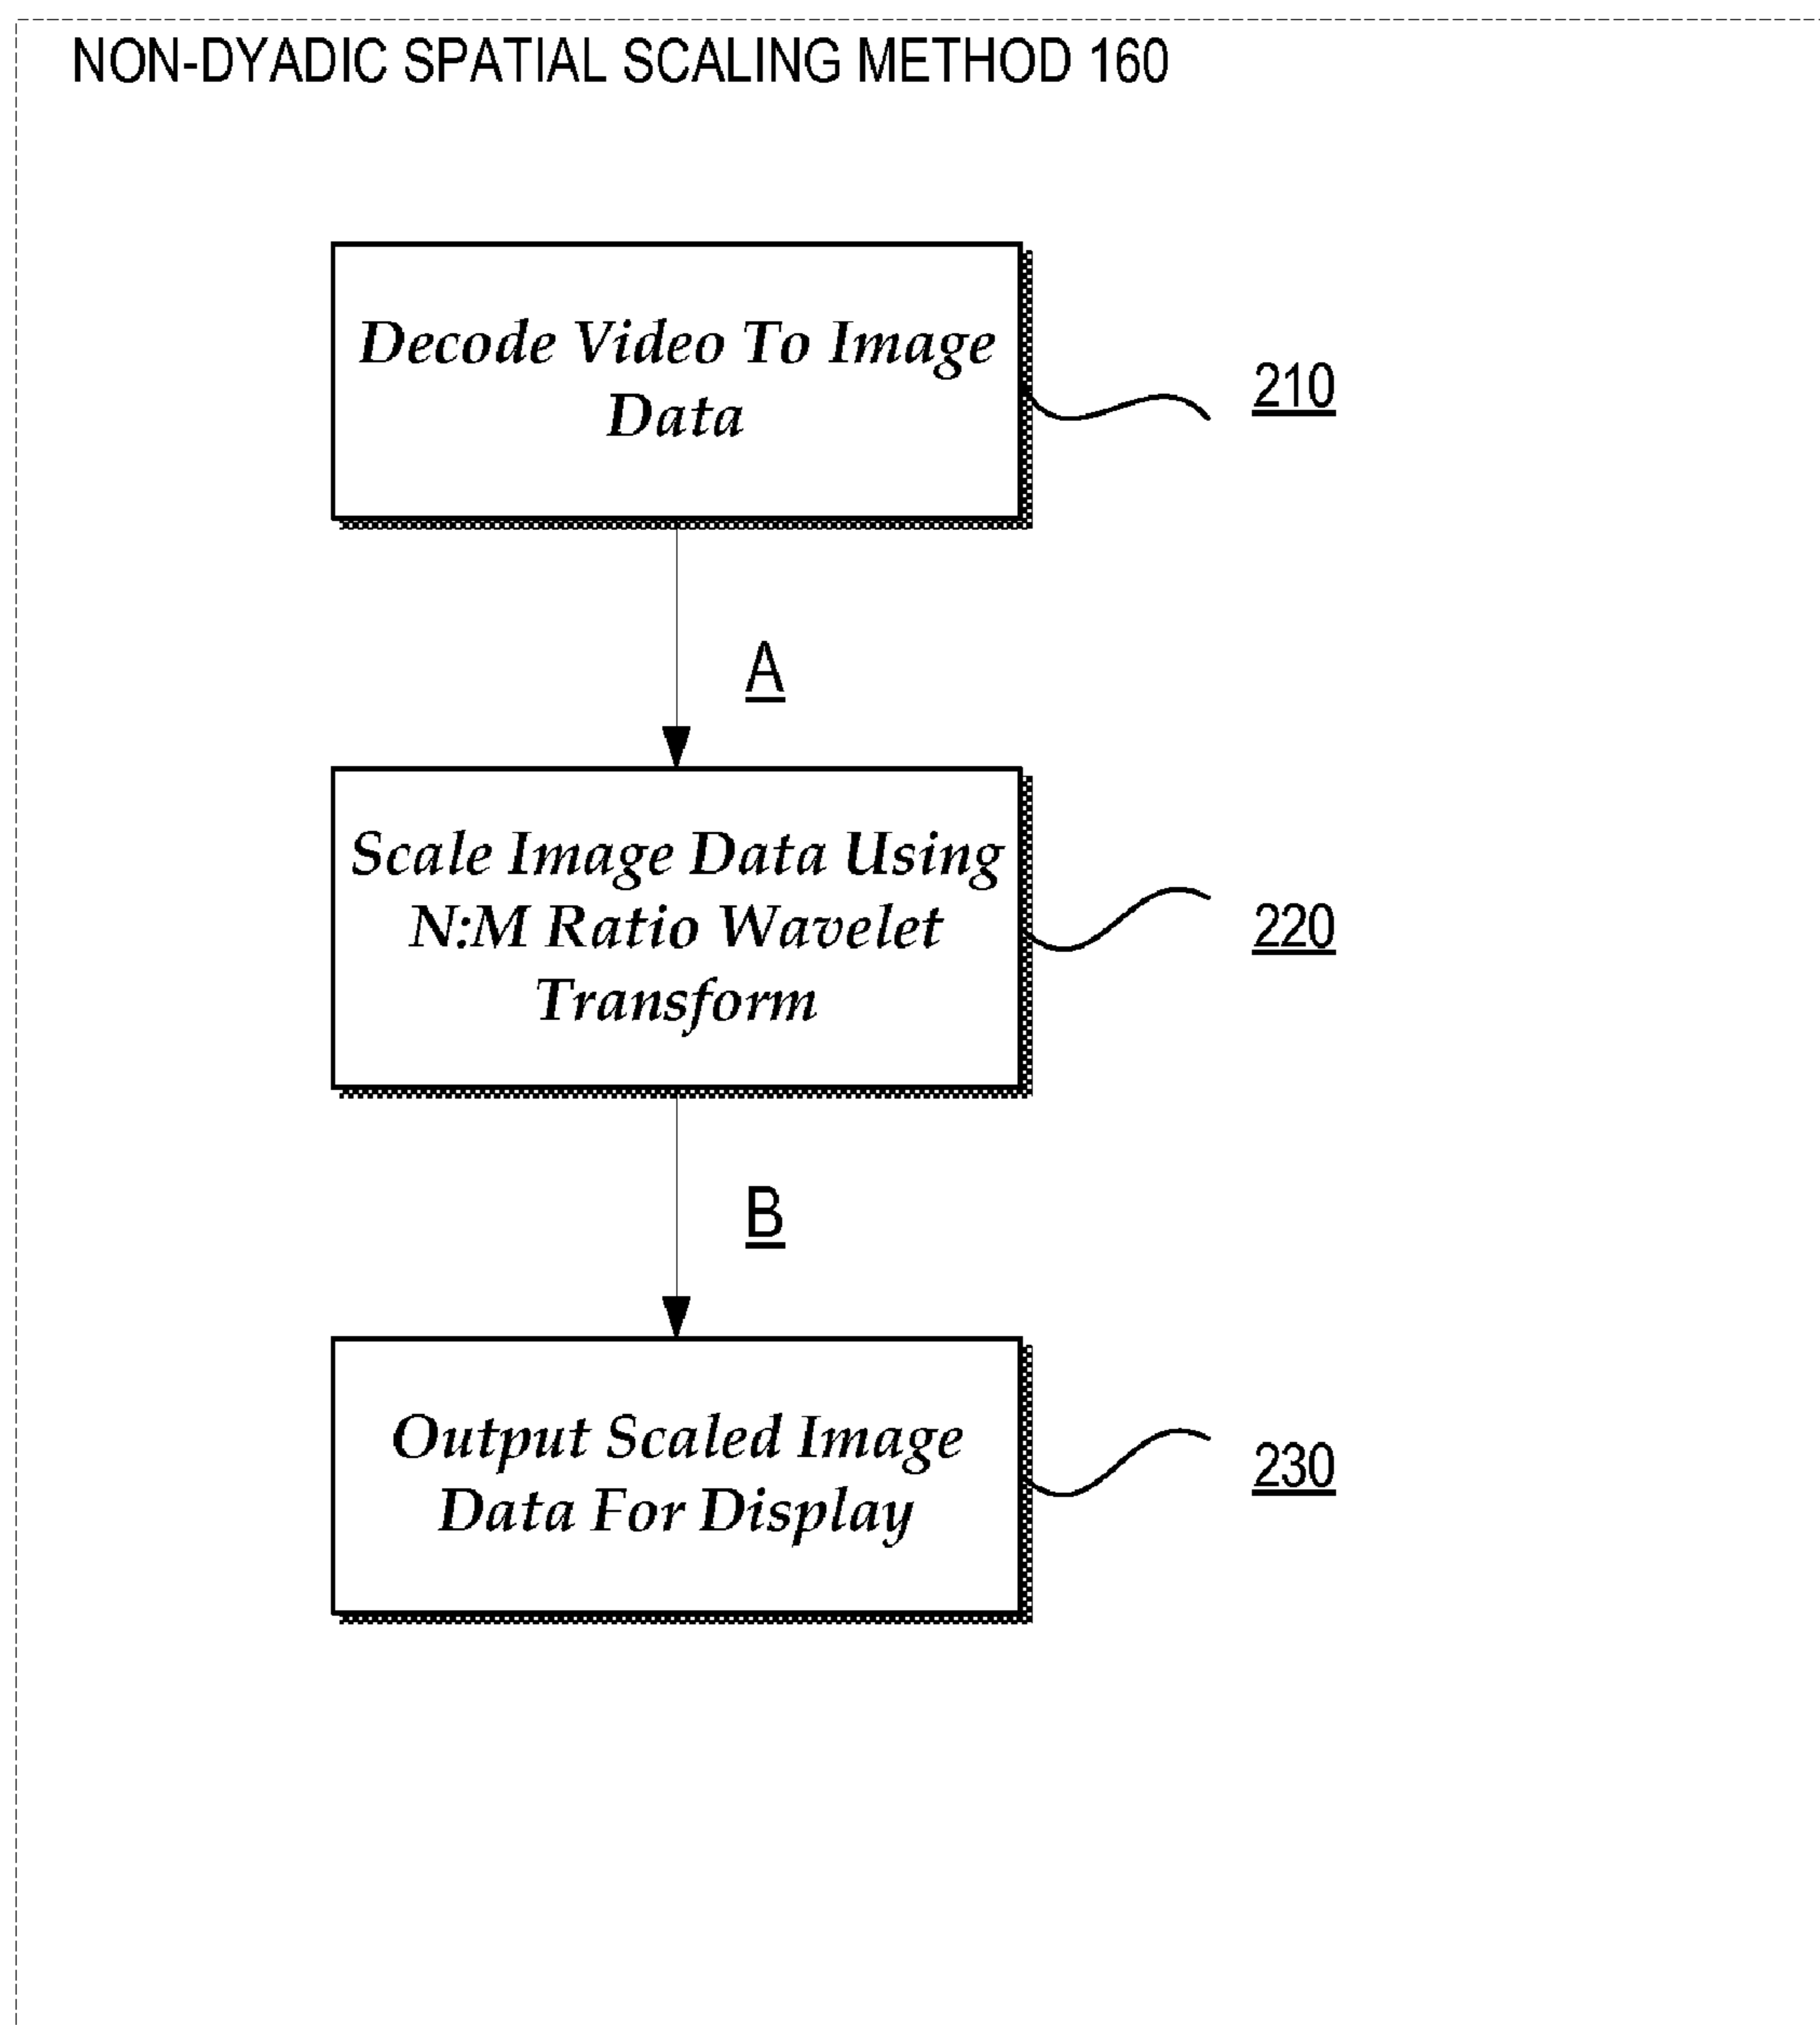 NON-DYADIC SPATIAL SCALING METHOD 160
Decode Video To Image
Data
210
A
Scale Image Data Using
N:M Ratio Wavelet
Transform
220
B
Output Scaled Image
Data For Display
230